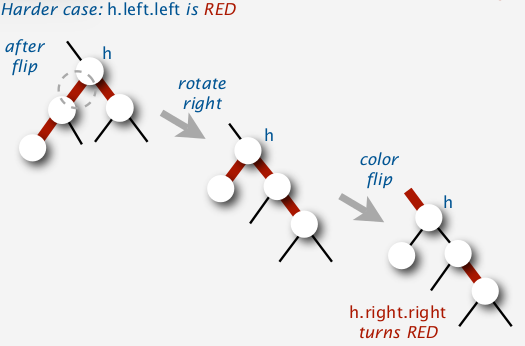 Harder case: h.left.left is RED
after
flip
h
rotate
right
h
color
flip
h
h.right.right
turns RED